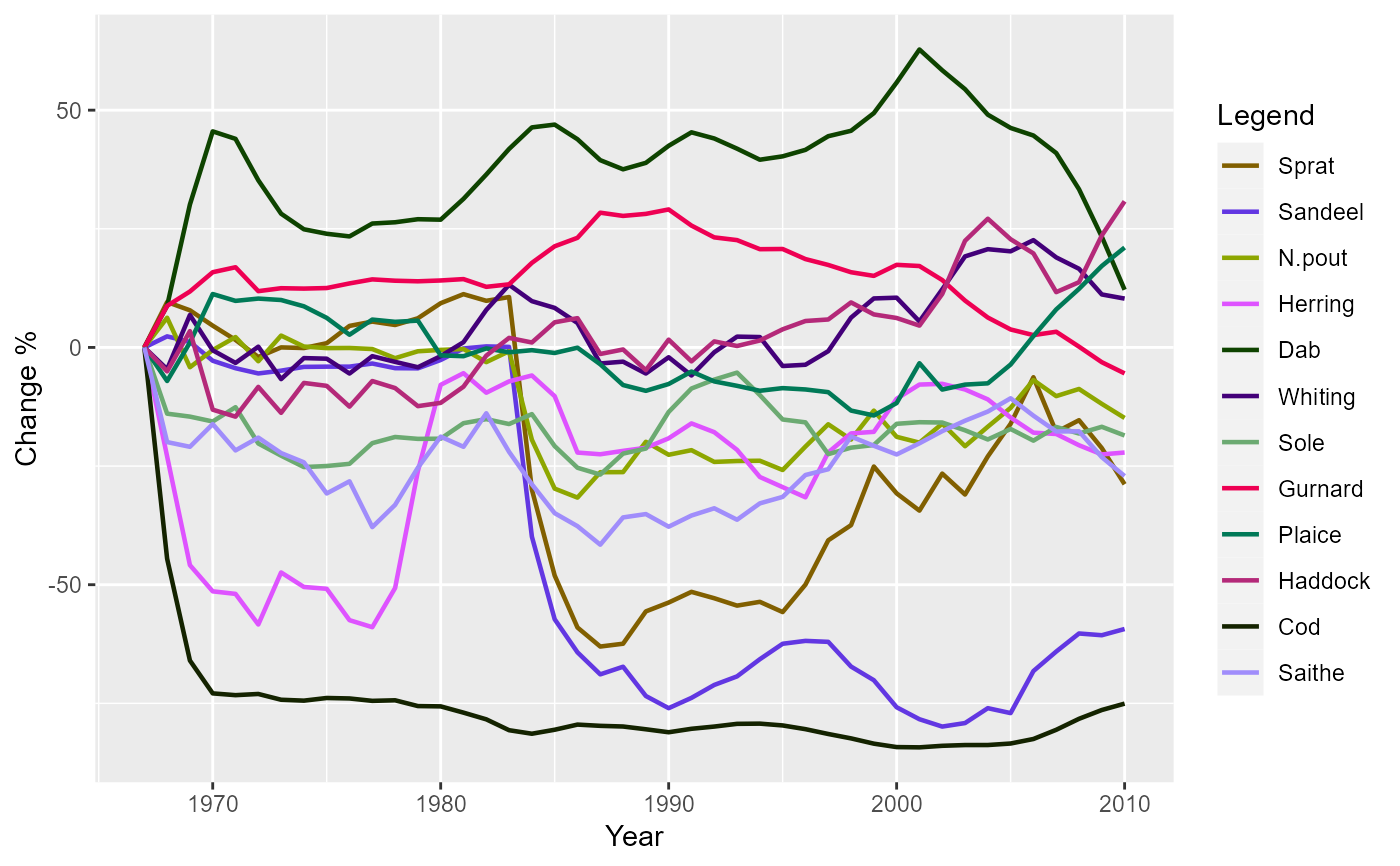 Change %
50
0
-50
1970
1980
1990
2000
2010
Year
Legend
Sprat
Sandeel
N.pout
Herring
Dab
Whiting
Sole
Gurnard
Plaice
Haddock
Cod
Saithe